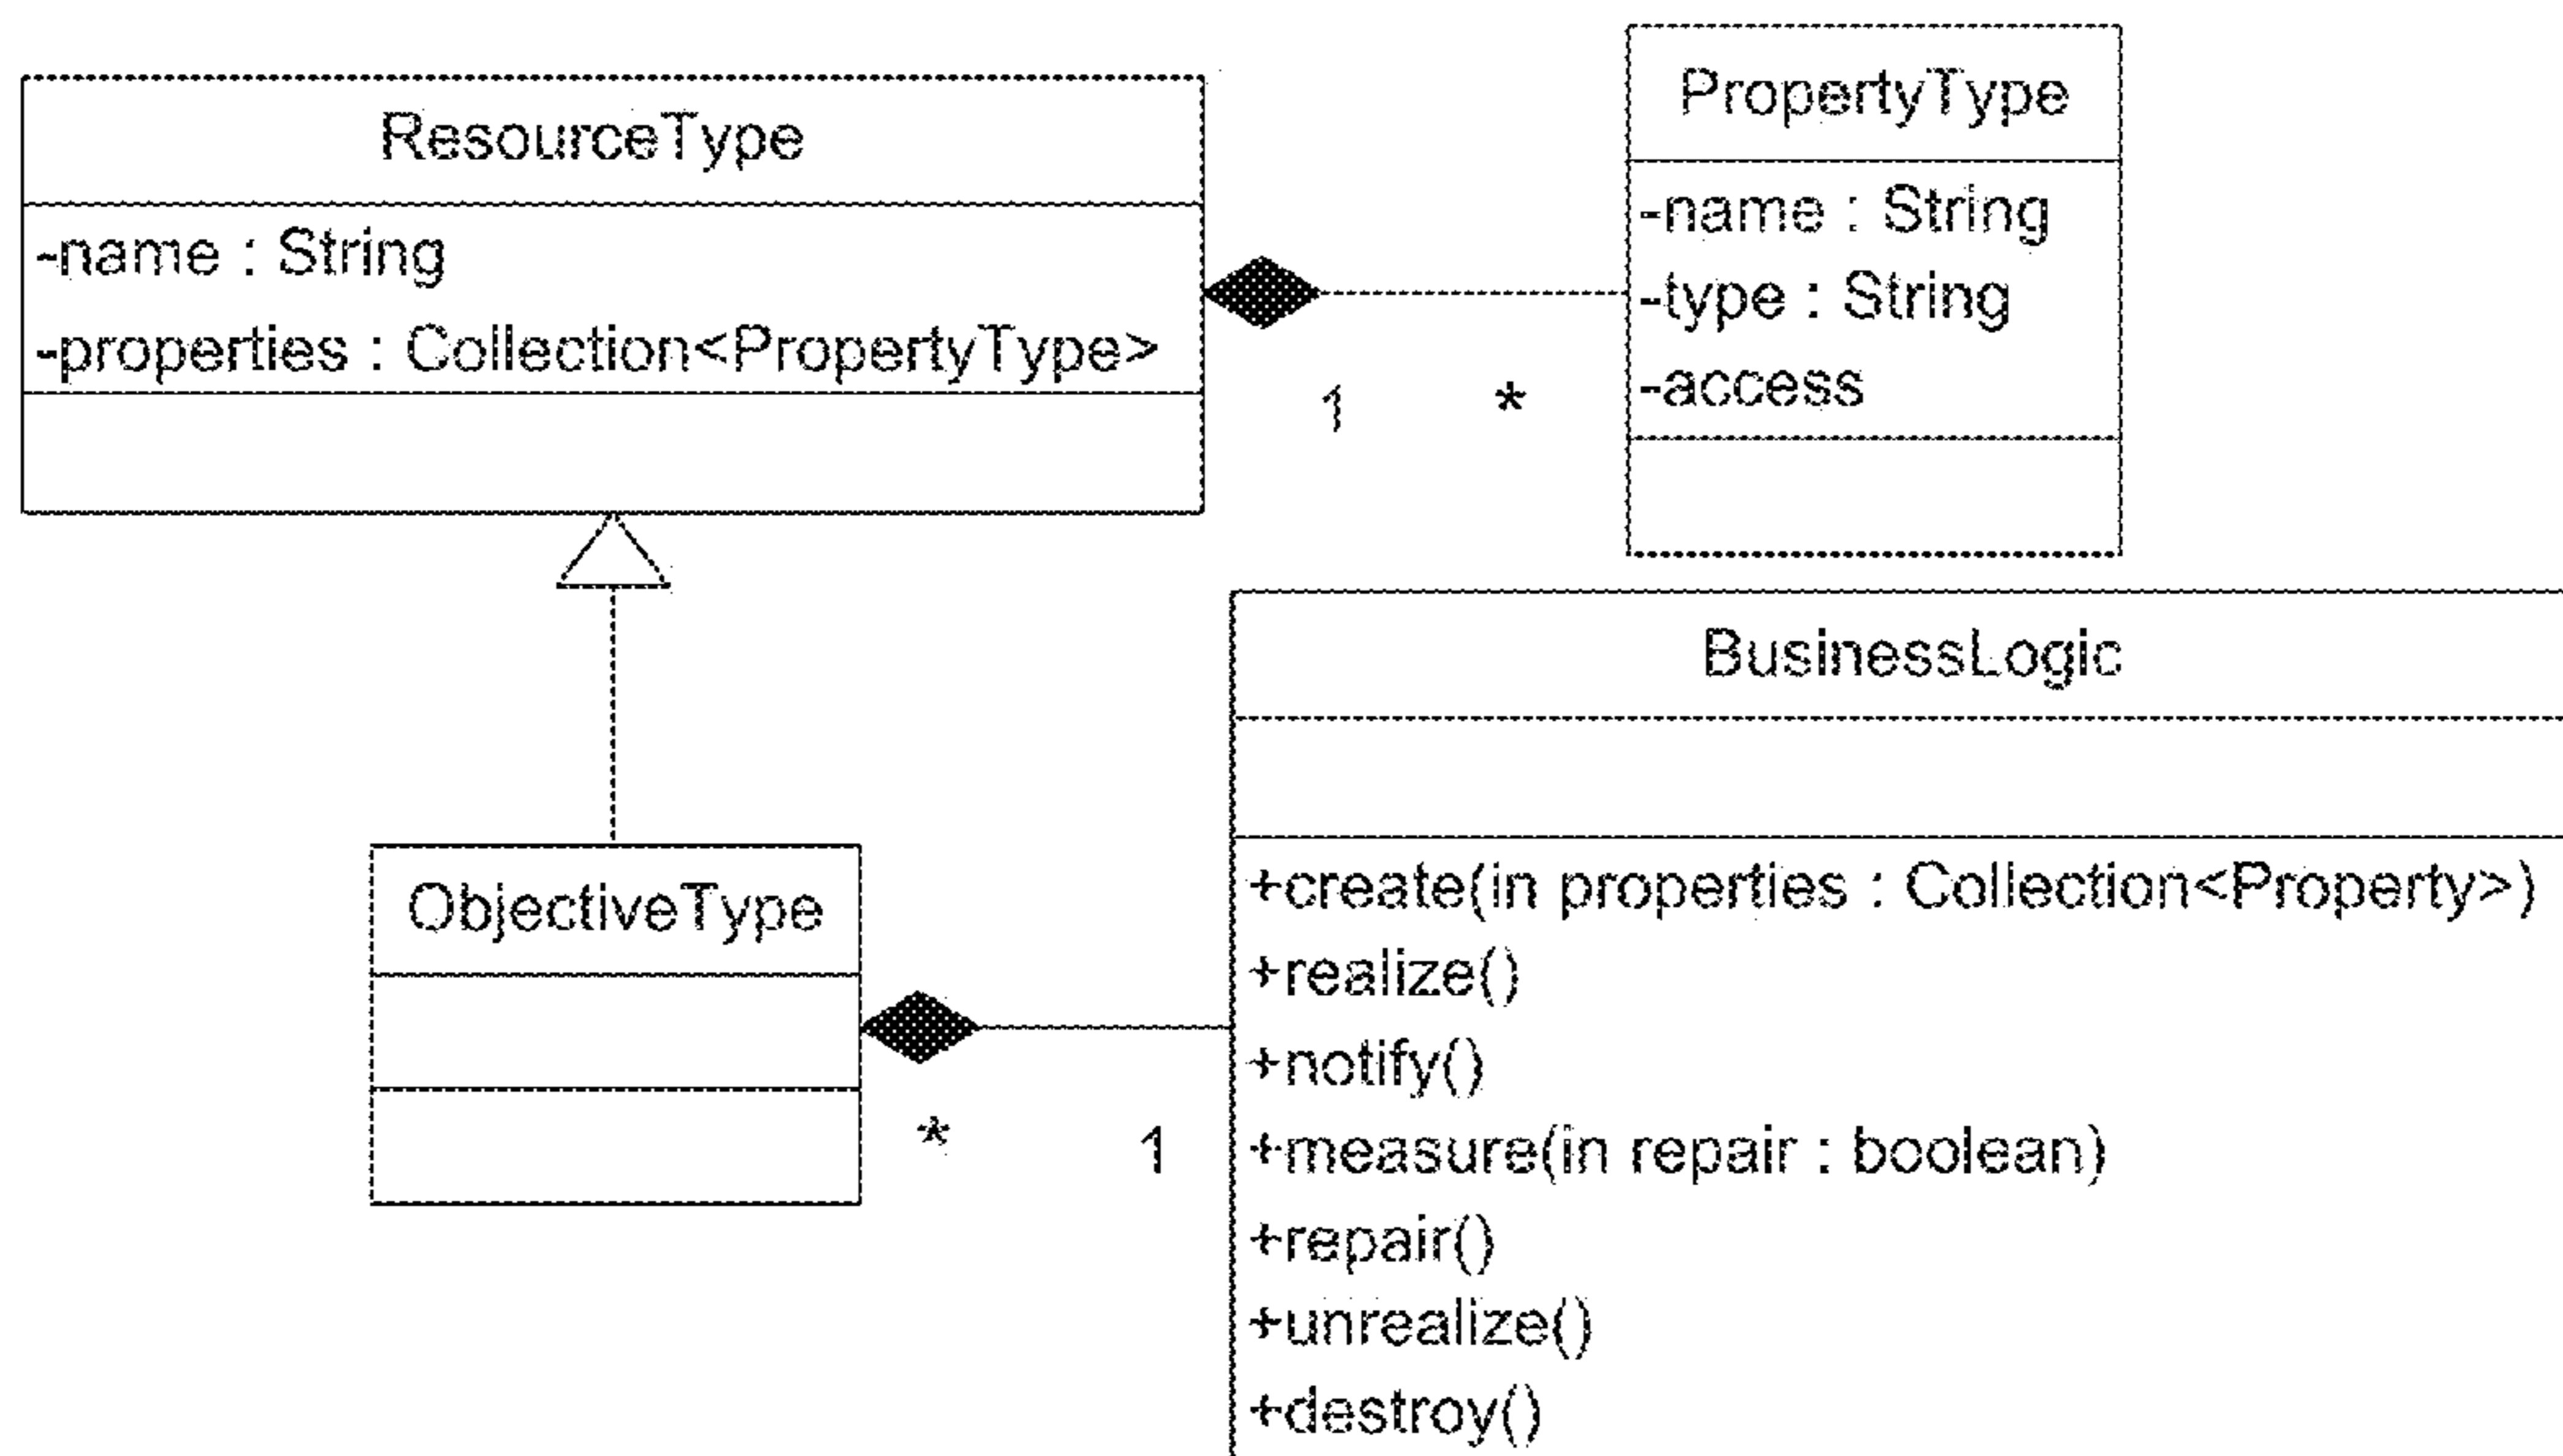 ResourceType
-name : String
-properties : Collection<PropertyType>
PropertyType
-name : String
-type : String
-access
1 *
ObjectiveType
* 1
BusinessLogic
+create(in properties : Collection<Property>)
+realize()
+notify()
+measure(in repair : boolean)
+repair()
+unrealize()
+destroy()